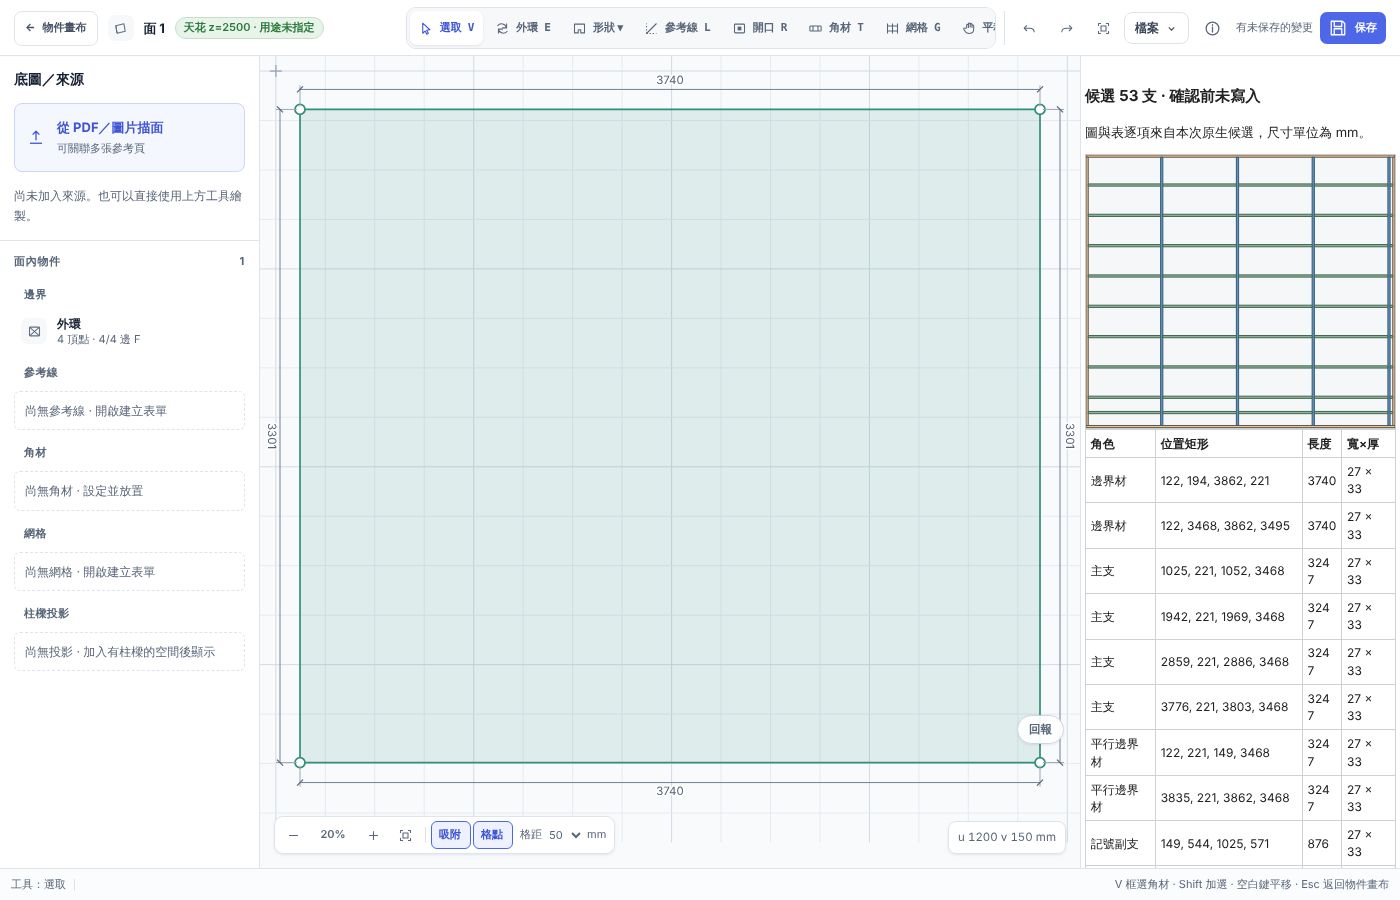 物件畫布
面 1
天花 z=2500 · 用途未指定
選取 V
外環 E
形狀▾
參考線 L
開口 R
角材 T
網格 G
檔案
有未保存的變更
保存
底圖／來源
從 PDF／圖片描面
可關聯多張參考頁
尚未加入來源。也可以直接使用上方工具繪
製。
面內物件
1
邊界
外環
4 頂點 · 4/4 邊 F
參考線
尚無參考線 · 開啟建立表單
角材
尚無角材 · 設定並放置
網格
尚無網格 · 開啟建立表單
柱樑投影
尚無投影 · 加入有柱樑的空間後顯示
3740
3301
3301
3740
回報
20%
吸附
格點
格距 50 mm
u 1200 v 150 mm
候選 53 支 · 確認前未寫入
圖與表逐項來自本次原生候選，尺寸單位為 mm。
角色 位置矩形 長度 寬×厚
邊界材 122, 194, 3862, 221 3740 27 × 33
邊界材 122, 3468, 3862, 3495 3740 27 × 33
主支 1025, 221, 1052, 3468 3247 27 × 33
主支 1942, 221, 1969, 3468 3247 27 × 33
主支 2859, 221, 2886, 3468 3247 27 × 33
主支 3776, 221, 3803, 3468 3247 27 × 33
平行邊界材 122, 221, 149, 3468 3247 27 × 33
平行邊界材 3835, 221, 3862, 3468 3247 27 × 33
記號副支 149, 544, 1025, 571 876 27 × 33
工具：選取
V 框選角材 · Shift 加選 · 空白鍵平移 · Esc 返回物件畫布